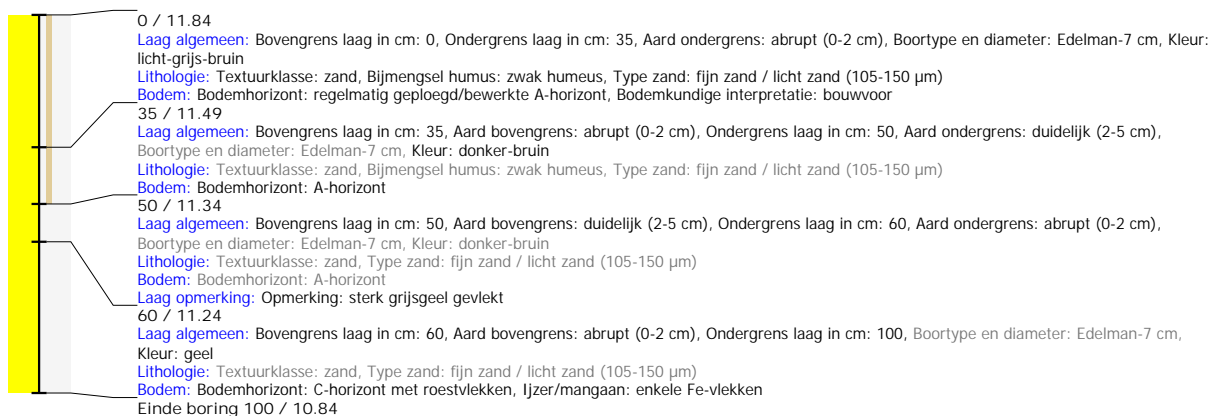 0 / 11.84
Laag algemeen: Bovengrens laag in cm: 0, Ondergrens laag in cm: 35, Aard ondergrens: abrupt (0-2 cm), Boortype en diameter: Edelman-7 cm, Kleur:
licht-grijs-bruin
Lithologie: Textuurklasse: zand, Bijmengsel humus: zwak humeus, Type zand: fijn zand / licht zand (105-150 µm)
Bodem: Bodemhorizont: regelmatig geploegd/bewerkte A-horizont, Bodemkundige interpretatie: bouwvoor
35 / 11.49
Laag algemeen: Bovengrens laag in cm: 35, Aard bovengrens: abrupt (0-2 cm), Ondergrens laag in cm: 50, Aard ondergrens: duidelijk (2-5 cm),
Boortype en diameter: Edelman-7 cm, Kleur: donker-bruin
Lithologie: Textuurklasse: zand, Bijmengsel humus: zwak humeus, Type zand: fijn zand / licht zand (105-150 µm)
Bodem: Bodemhorizont: A-horizont
50 / 11.34
Laag algemeen: Bovengrens laag in cm: 50, Aard bovengrens: duidelijk (2-5 cm), Ondergrens laag in cm: 60, Aard ondergrens: abrupt (0-2 cm),
Boortype en diameter: Edelman-7 cm, Kleur: donker-bruin
Lithologie: Textuurklasse: zand, Type zand: fijn zand / licht zand (105-150 µm)
Bodem: Bodemhorizont: A-horizont
Laag opmerking: Opmerking: sterk grijsgeel gevlekt
60 / 11.24
Laag algemeen: Bovengrens laag in cm: 60, Aard bovengrens: abrupt (0-2 cm), Ondergrens laag in cm: 100, Boortype en diameter: Edelman-7 cm,
Kleur: geel
Lithologie: Textuurklasse: zand, Type zand: fijn zand / licht zand (105-150 µm)
Bodem: Bodemhorizont: C-horizont met roestvlekken, Ijzer/mangaan: enkele Fe-vlekken
Einde boring 100 / 10.84